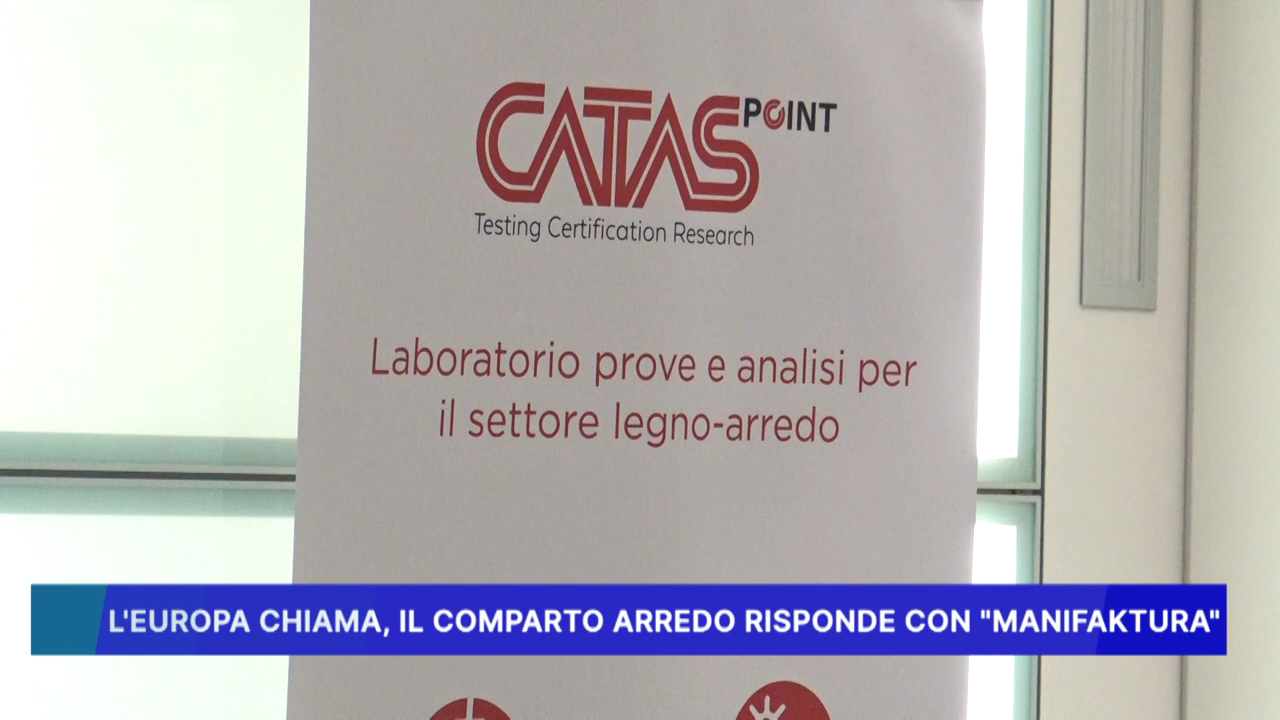 CATAS POINT
Testing Certification Research
Laboratorio prove e analisi per
il settore legno-arredo
L'EUROPA CHIAMA, IL COMPARTO ARREDO RISPONDE CON "MANIFAKTURA"